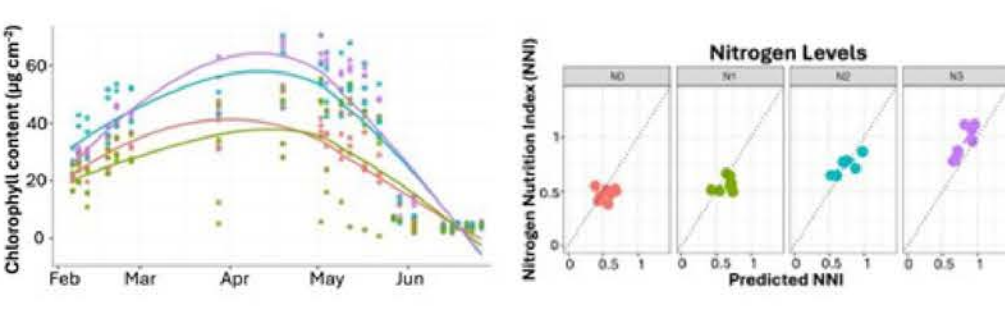 Chlorophyll content (µg cm⁻²)
60
40
20
0
Feb Mar Apr May Jun
Nitrogen Levels
Nitrogen Nutrition Index (NNI)
N0 N1 N2 N3
1
0.5
0
0 0.5 1 0 0.5 1 0 0.5 1 0 0.5 1
Predicted NNI